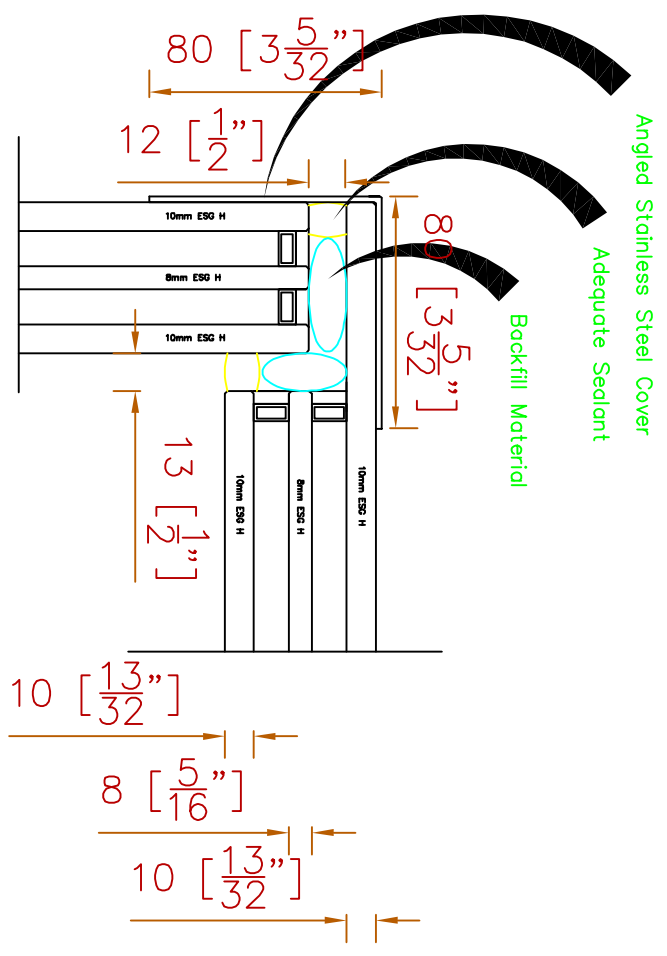 80 [3 5/32"]
12 [1/2"]
Angled Stainless Steel Cover
Adequate Sealant
Backfill Material
80 [3 5/32"]
10mm ESG H
8mm ESG H
10mm ESG H
13 [1/2"]
10mm ESG H
8mm ESG H
10mm ESG H
10 [13/32"]
8 [5/16"]
10 [13/32"]